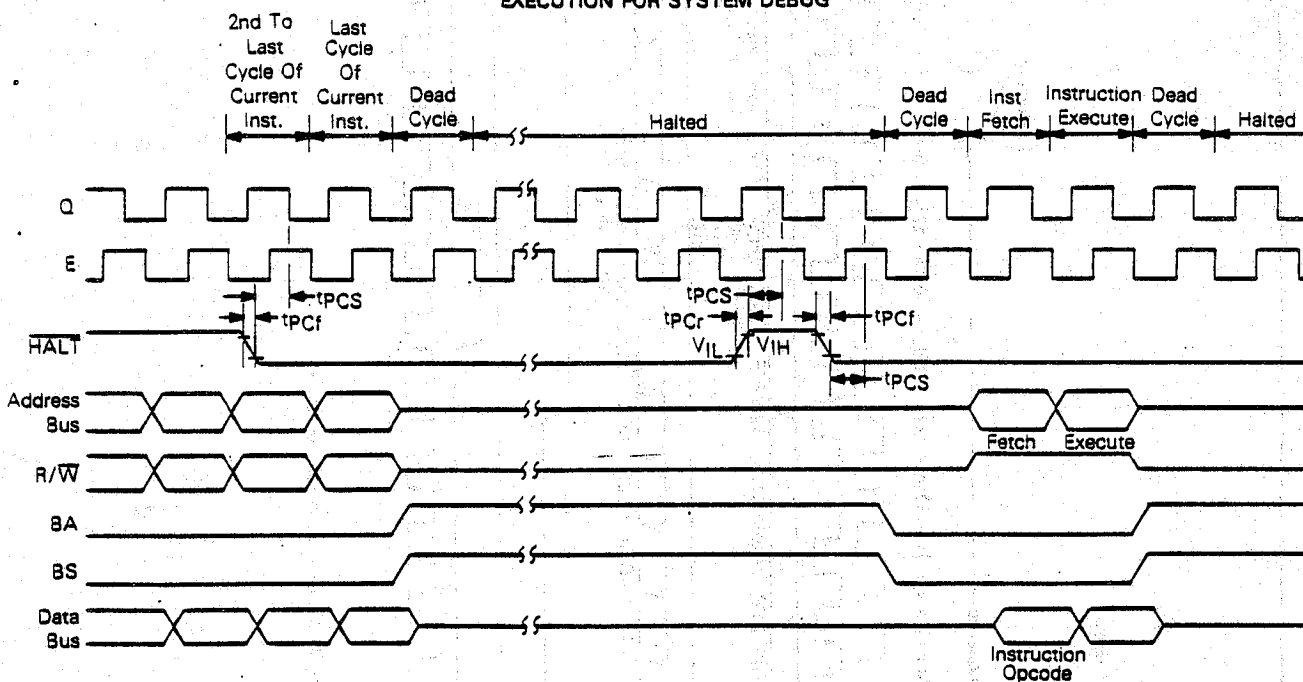 EXECUTION FOR SYSTEM DEBUG
2nd To
Last
Cycle Of
Current
Inst.
Last
Cycle
Of
Current
Inst.
Dead
Cycle
Halted
Dead
Cycle
Inst
Fetch
Instruction
Execute
Dead
Cycle
Halted
Q
E
tPCS
tPCf
tPCS
tPCr
tPCf
HALT
VIL
VIH
tPCS
Address
Bus
Fetch
Execute
R/W
BA
BS
Data
Bus
Instruction
Opcode